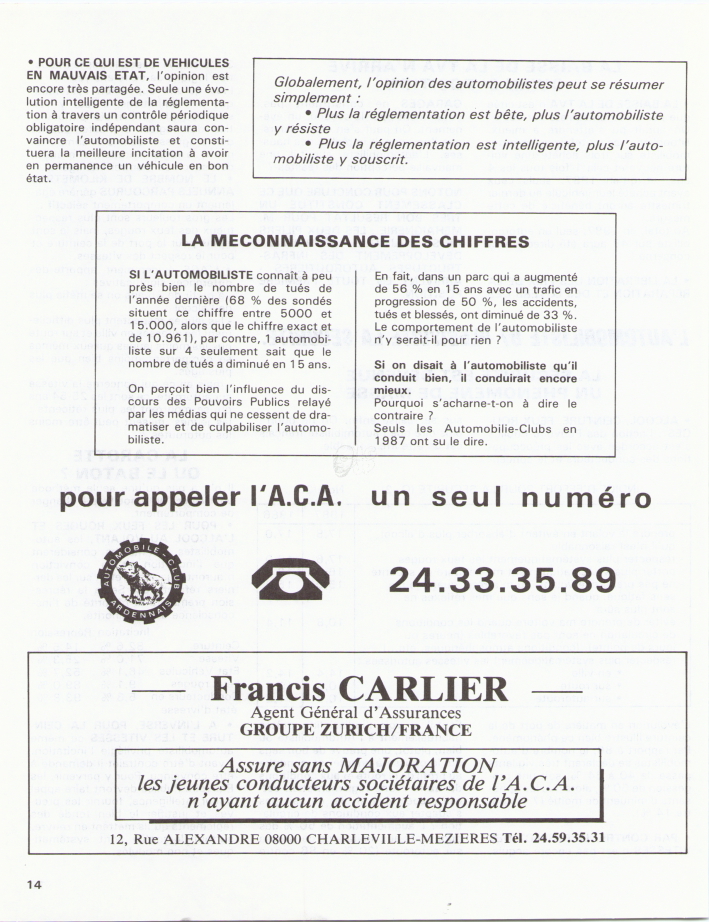 • POUR CE QUI EST DE VEHICULES
EN MAUVAIS ETAT, l'opinion est
encore très partagée. Seule une évo-
lution intelligente de la réglementa-
tion à travers un contrôle périodique
obligatoire indépendant saura con-
vaincre l'automobiliste et consti-
tuera la meilleure incitation à avoir
en permanence un véhicule en bon
état.
Globalement, l'opinion des automobilistes peut se résumer
simplement :
• Plus la réglementation est bête, plus l'automobiliste
y résiste
• Plus la réglementation est intelligente, plus l'auto-
mobiliste y souscrit.
LA MECONNAISSANCE DES CHIFFRES
SI L'AUTOMOBILISTE connaît à peu
près bien le nombre de tués de
l'année dernière (68 % des sondés
situent ce chiffre entre 5000 et
15.000, alors que le chiffre exact et
de 10.961), par contre, 1 automobi-
liste sur 4 seulement sait que le
nombre de tués a diminué en 15 ans.
On perçoit bien l'influence du dis-
cours des Pouvoirs Publics relayé
par les médias qui ne cessent de dra-
matiser et de culpabiliser l'automo-
biliste.
En fait, dans un parc qui a augmenté
de 56 % en 15 ans avec un trafic en
progression de 50 %, les accidents,
tués et blessés, ont diminué de 33 %.
Le comportement de l'automobiliste
n'y serait-il pour rien ?
Si on disait à l'automobiliste qu'il
conduit bien, il conduirait encore
mieux.
Pourquoi s'acharne-t-on à dire le
contraire ?
Seuls les Automobilie-Clubs en
1987 ont su le dire.
pour appeler l'A.C.A. un seul numéro
AUTOMOBILE-CLUB
ARDENNAIS
24.33.35.89
Francis CARLIER
Agent Général d'Assurances
GROUPE ZURICH/FRANCE
Assure sans MAJORATION
les jeunes conducteurs sociétaires de l'A.C.A.
n'ayant aucun accident responsable
12, Rue ALEXANDRE 08000 CHARLEVILLE-MEZIERES Tél. 24.59.35.31
14